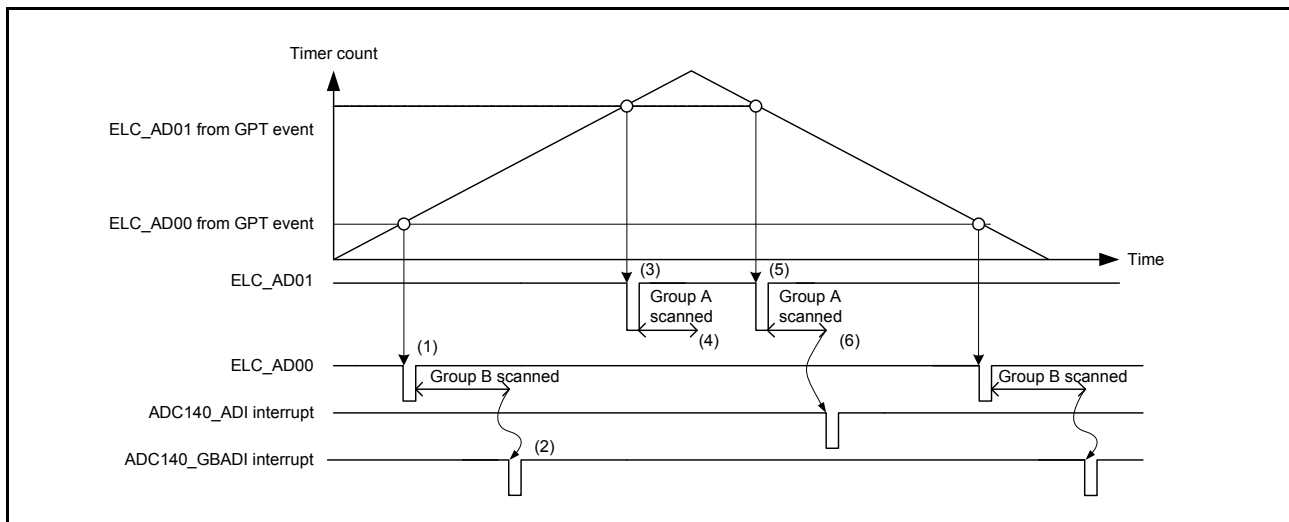 Timer count
ELC_AD01 from GPT event
ELC_AD00 from GPT event
Time
ELC_AD01
(3)
(5)
Group A
scanned
Group A
scanned
(4)
(6)
(1)
ELC_AD00
Group B scanned
Group B scanned
ADC140_ADI interrupt
(2)
ADC140_GBADI interrupt